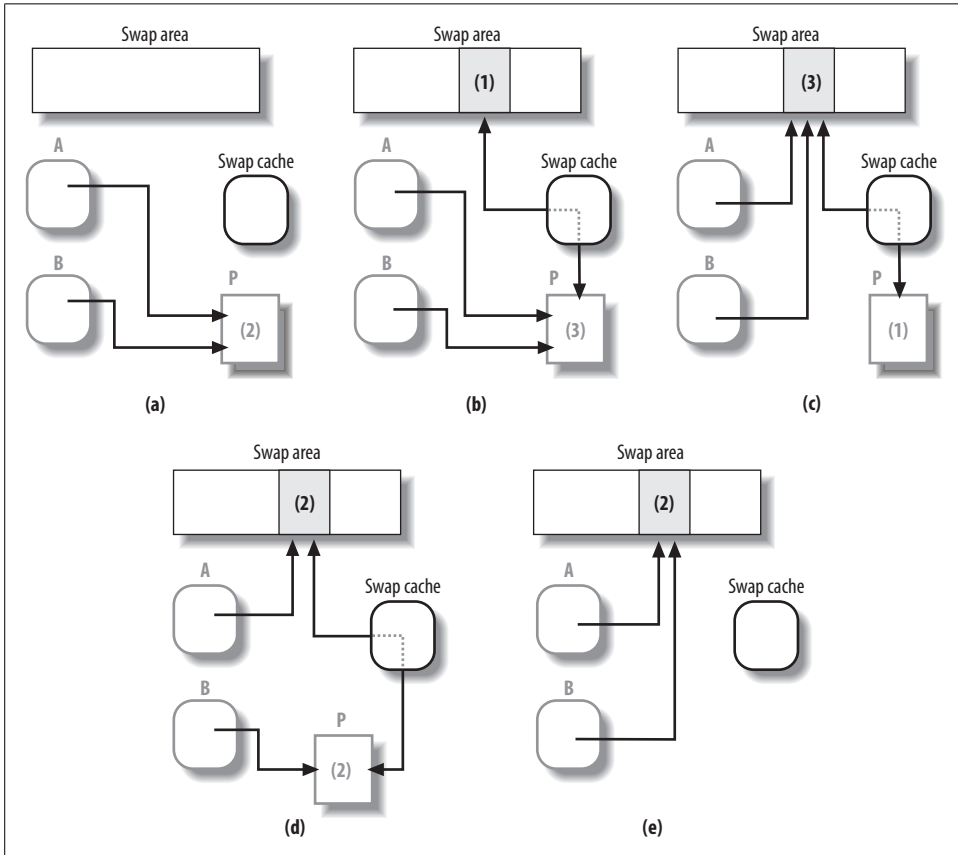 Swap area
A
Swap cache
B
P
(2)
(a)
Swap area
(1)
A
Swap cache
B
P
(3)
(b)
Swap area
(3)
A
Swap cache
B
P
(1)
(c)
Swap area
(2)
A
Swap cache
B
P
(2)
(d)
Swap area
(2)
A
Swap cache
B
(e)